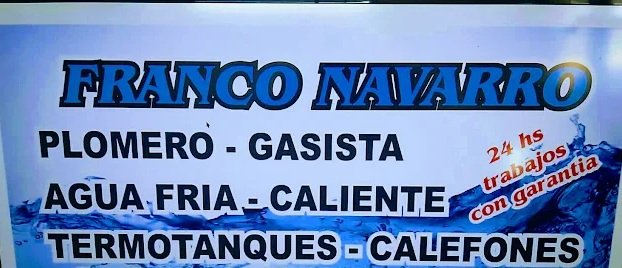 FRANCO NAVARRO
PLOMERO - GASISTA
24 hs
trabajos
con garantia
AGUA FRIA - CALIENTE
TERMOTANQUES - CALEFONES